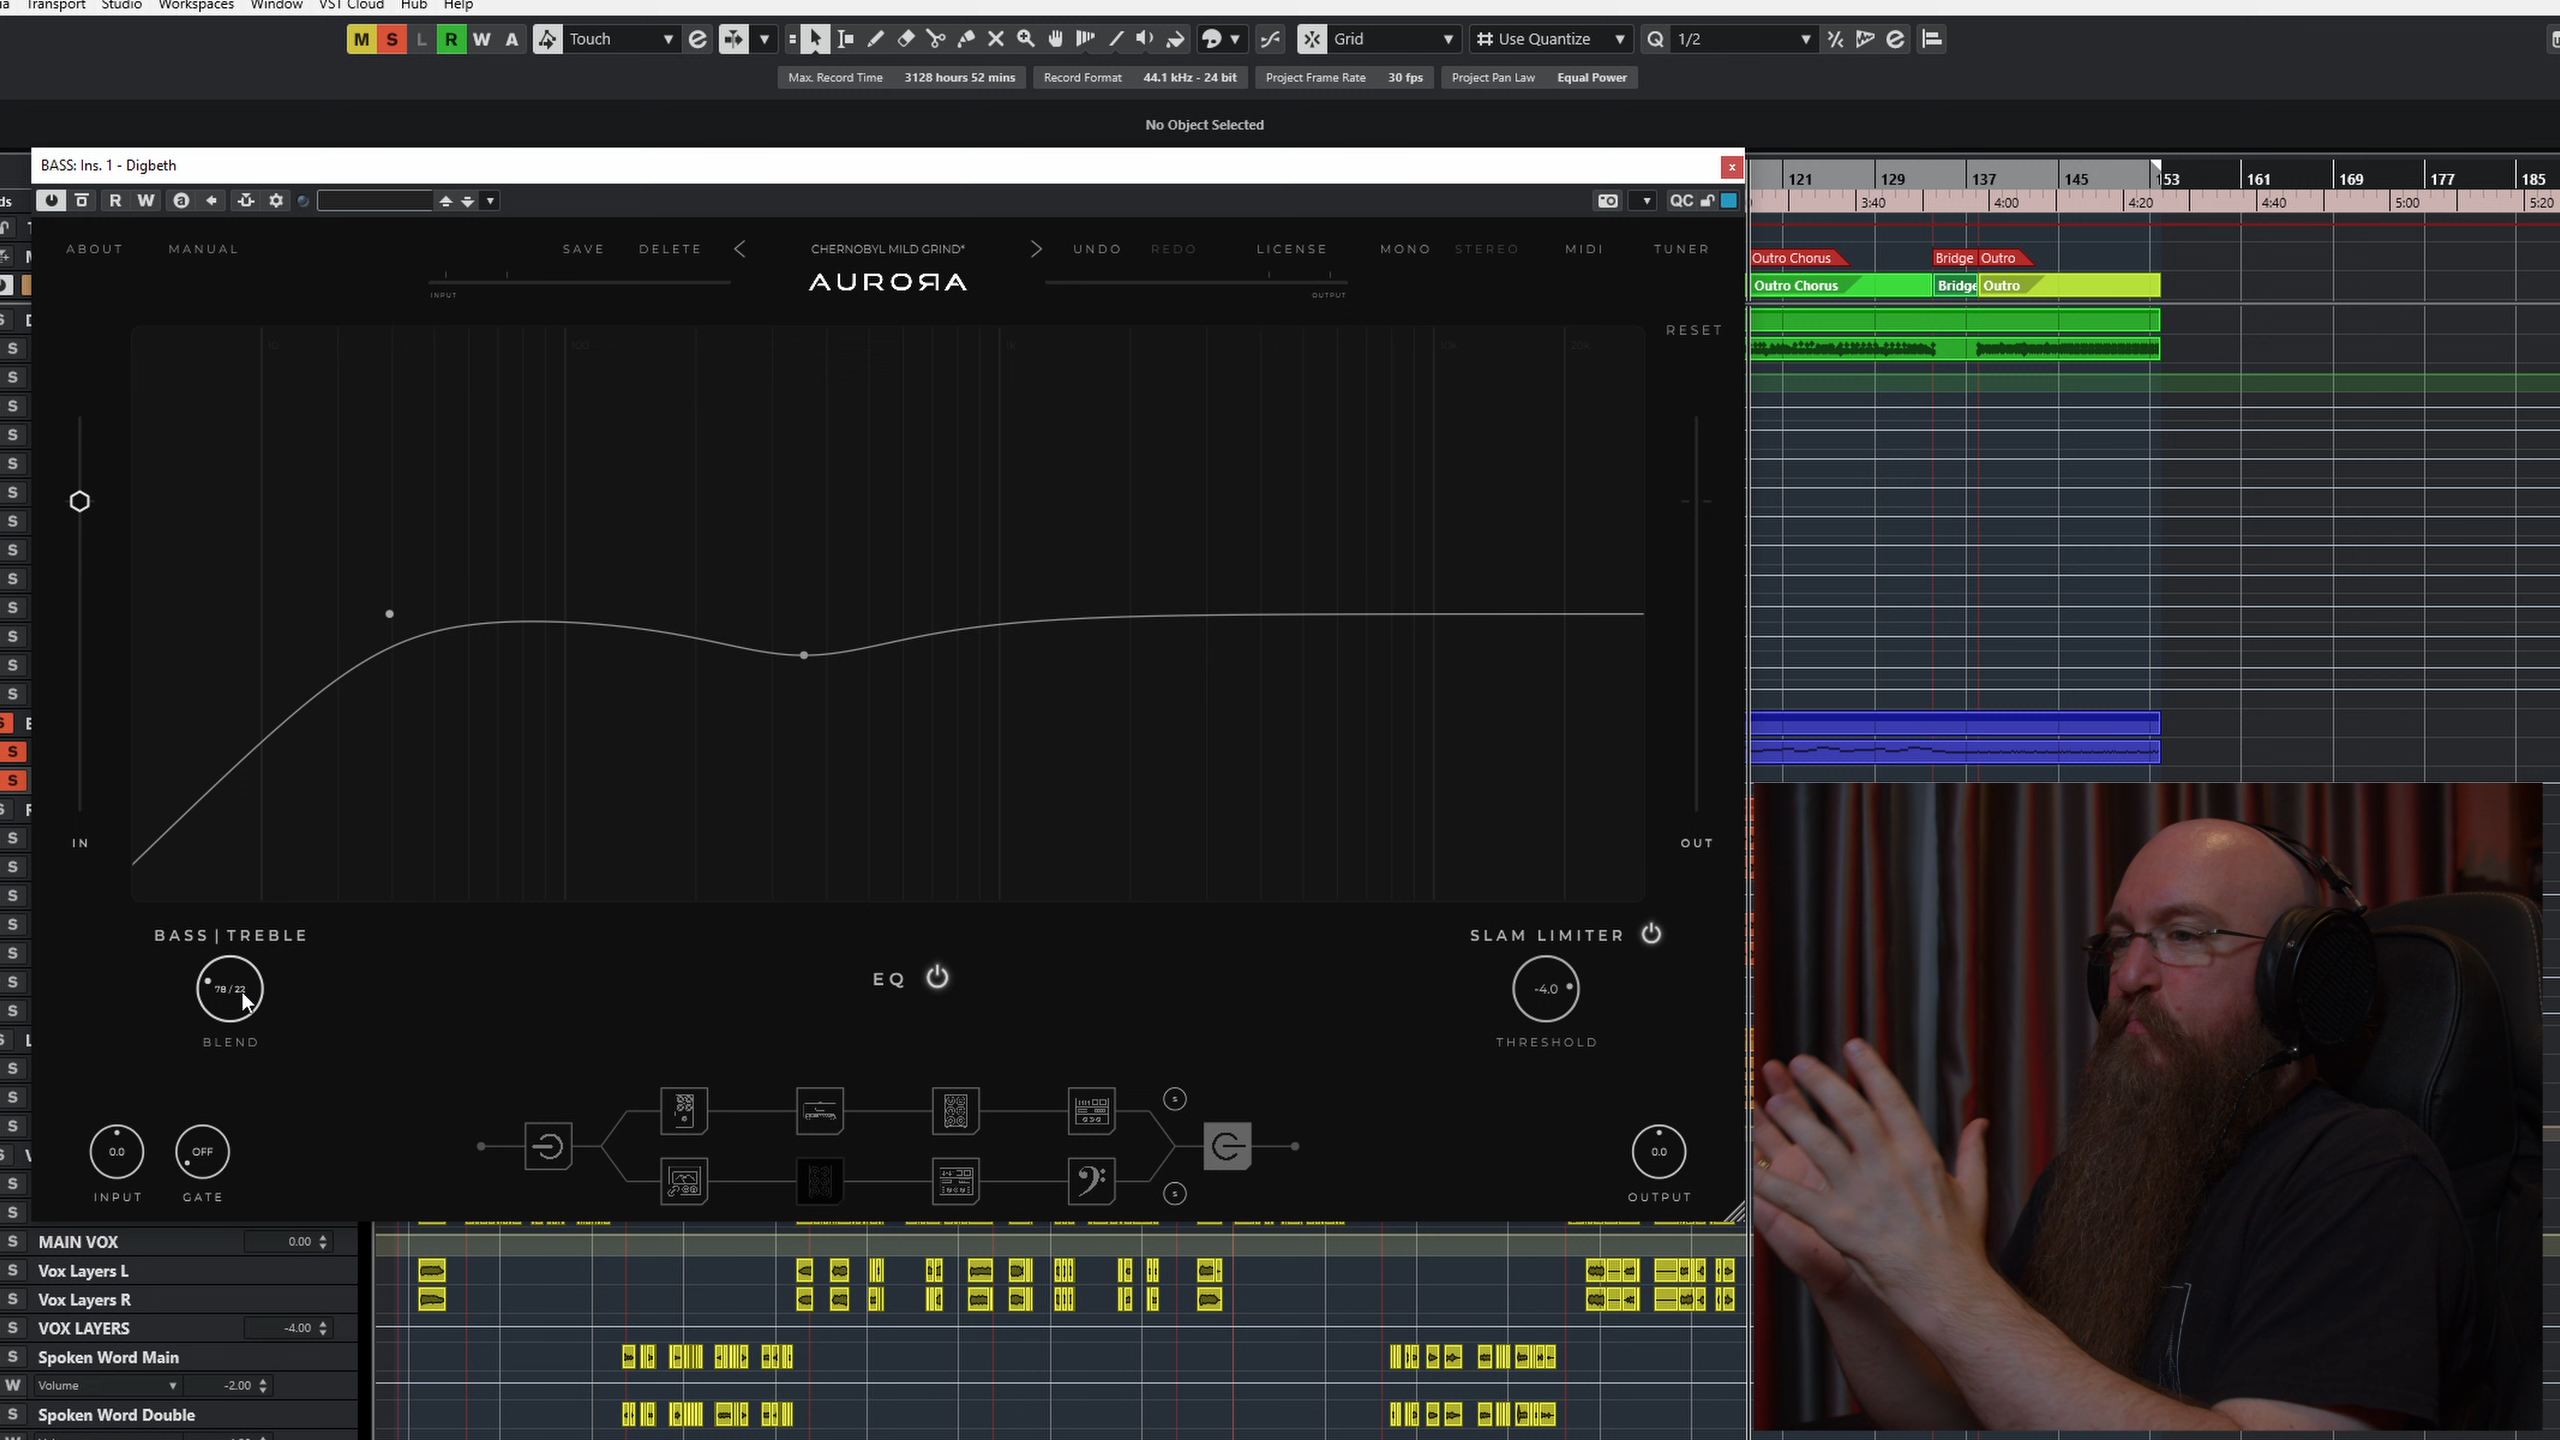 Transport Studio Workspaces Window VST Cloud Hub Help
M S L R W A Touch Grid Use Quantize Q 1/2
Max. Record Time 3128 hours 52 mins Record Format 44.1 kHz - 24 bit Project Frame Rate 30 fps Project Pan Law Equal Power
No Object Selected
BASS: Ins. 1 - Digbeth x
R W a QC
121 129 137 145 153 161 169 177 185
3:40 4:00 4:20 4:40 5:00 5:20
ABOUT MANUAL SAVE DELETE CHERNOBYL MILD GRIND* UNDO REDO LICENSE MONO STEREO MIDI TUNER
AURORA
INPUT OUTPUT
Outro Chorus Bridge Outro
Outro Chorus Bridge Outro
RESET
10 100 1k 10k 20k
IN OUT
BASS | TREBLE
78 / 22
BLEND
EQ
SLAM LIMITER
-4.0
THRESHOLD
S
S
0.0 OFF
INPUT GATE
0.0
OUTPUT
S MAIN VOX 0.00
S Vox Layers L
S Vox Layers R
S VOX LAYERS -4.00
S Spoken Word Main
W Volume -2.00
S Spoken Word Double